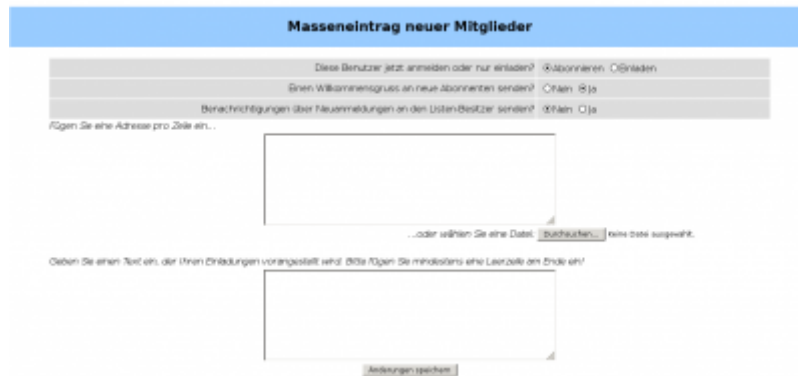 Masseneintrag neuer Mitglieder
Diese Benutzer jetzt anmelden oder nur einladen? Abonnieren Einladen
Einen Willkommensgruss an neue Abonnenten senden? Nein Ja
Benachrichtigungen über Neuanmeldungen an den Listen-Besitzer senden? Nein Ja
Fügen Sie eine Adresse pro Zeile ein...
...oder wählen Sie eine Datei: Durchsuchen... Keine Datei ausgewählt.
Geben Sie einen Text ein, der Ihren Einladungen vorangestellt wird. Bitte fügen Sie mindestens eine Leerzeile am Ende ein!
Änderungen speichern